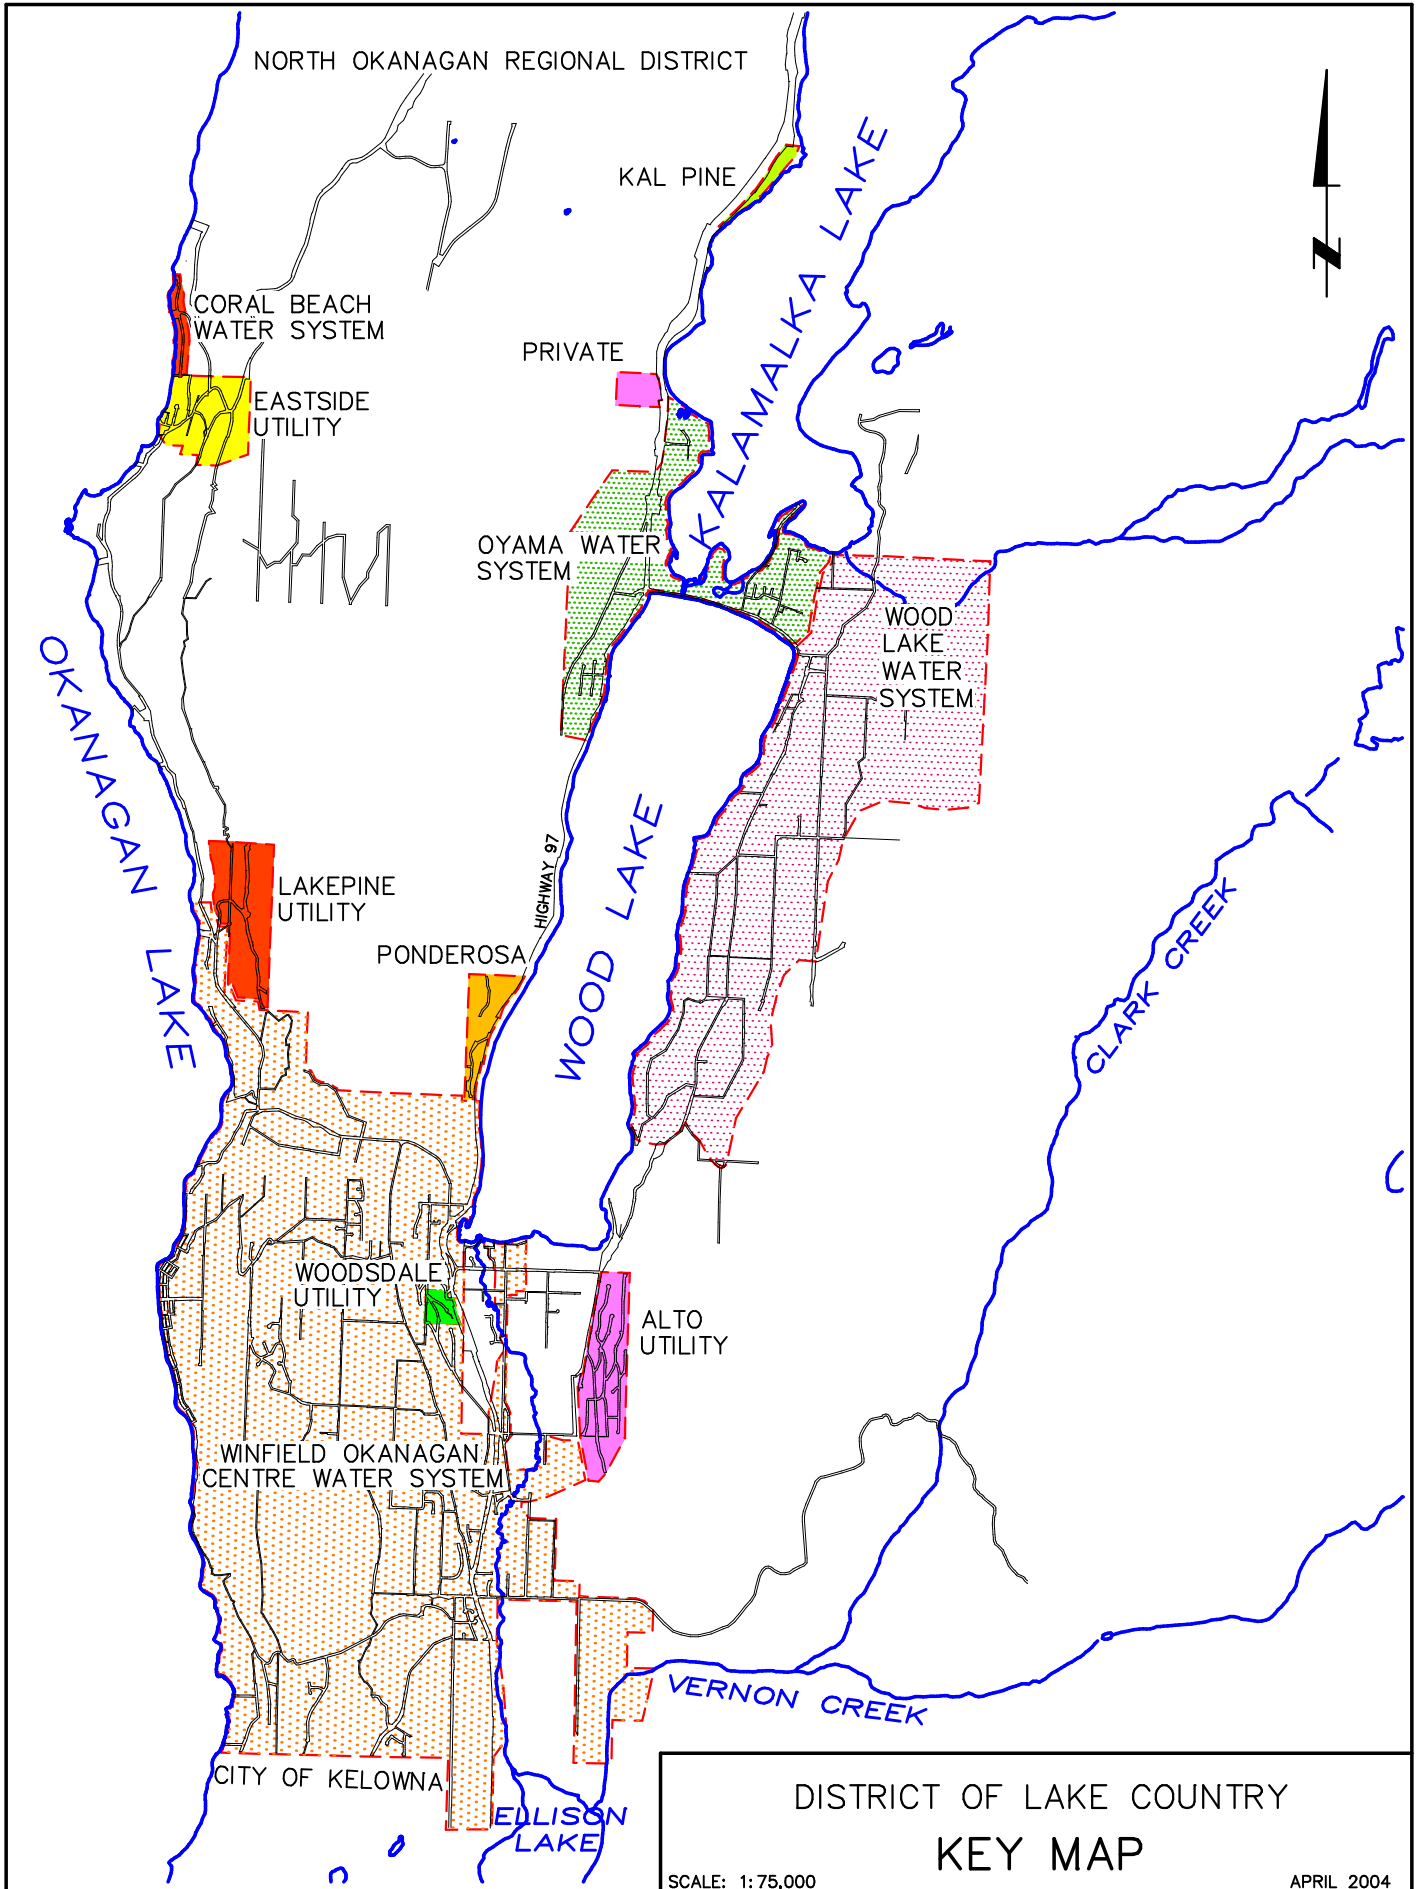 NORTH OKANAGAN REGIONAL DISTRICT
KAL PINE
KALAMALKA LAKE
N
CORAL BEACH
WATER SYSTEM
PRIVATE
EASTSIDE
UTILITY
OYAMA WATER
SYSTEM
WOOD
LAKE
WATER
SYSTEM
OKANAGAN LAKE
HIGHWAY 97
WOOD LAKE
LAKEPINE
UTILITY
PONDEROSA
CLARK CREEK
WOODSDALE
UTILITY
ALTO
UTILITY
WINFIELD OKANAGAN
CENTRE WATER SYSTEM
VERNON CREEK
CITY OF KELOWNA
ELLISON
LAKE
DISTRICT OF LAKE COUNTRY
KEY MAP
SCALE: 1:75,000
APRIL 2004